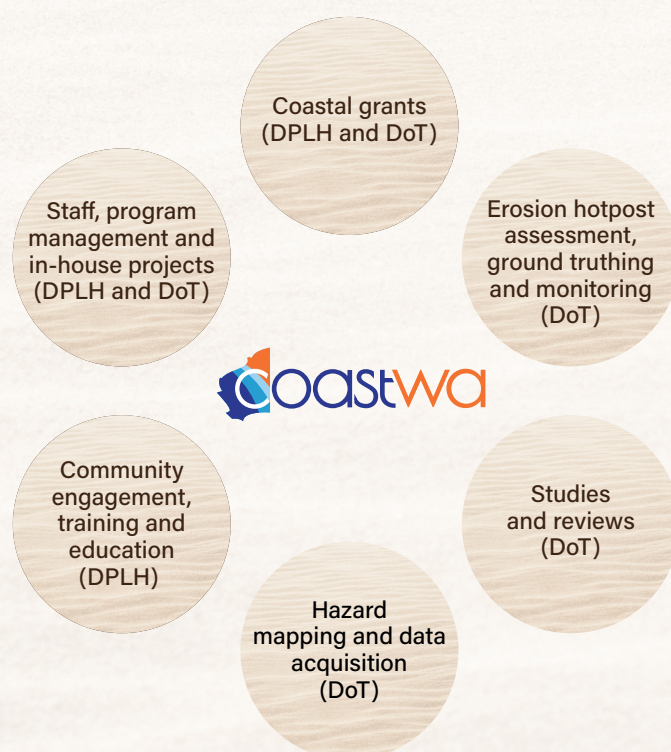 Coastal grants
(DPLH and DoT)
Staff, program
management and
in-house projects
(DPLH and DoT)
Erosion hotpost
assessment,
ground truthing
and monitoring
(DoT)
Coastwa
Community
engagement,
training and
education
(DPLH)
Studies
and reviews
(DoT)
Hazard
mapping and data
acquisition
(DoT)